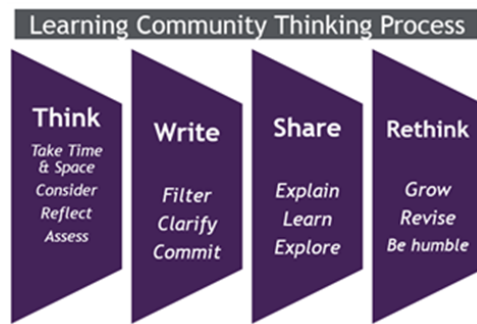 Learning Community Thinking Process
Think
Take Time
& Space
Consider
Reflect
Assess
Write
Filter
Clarify
Commit
Share
Explain
Learn
Explore
Rethink
Grow
Revise
Be humble